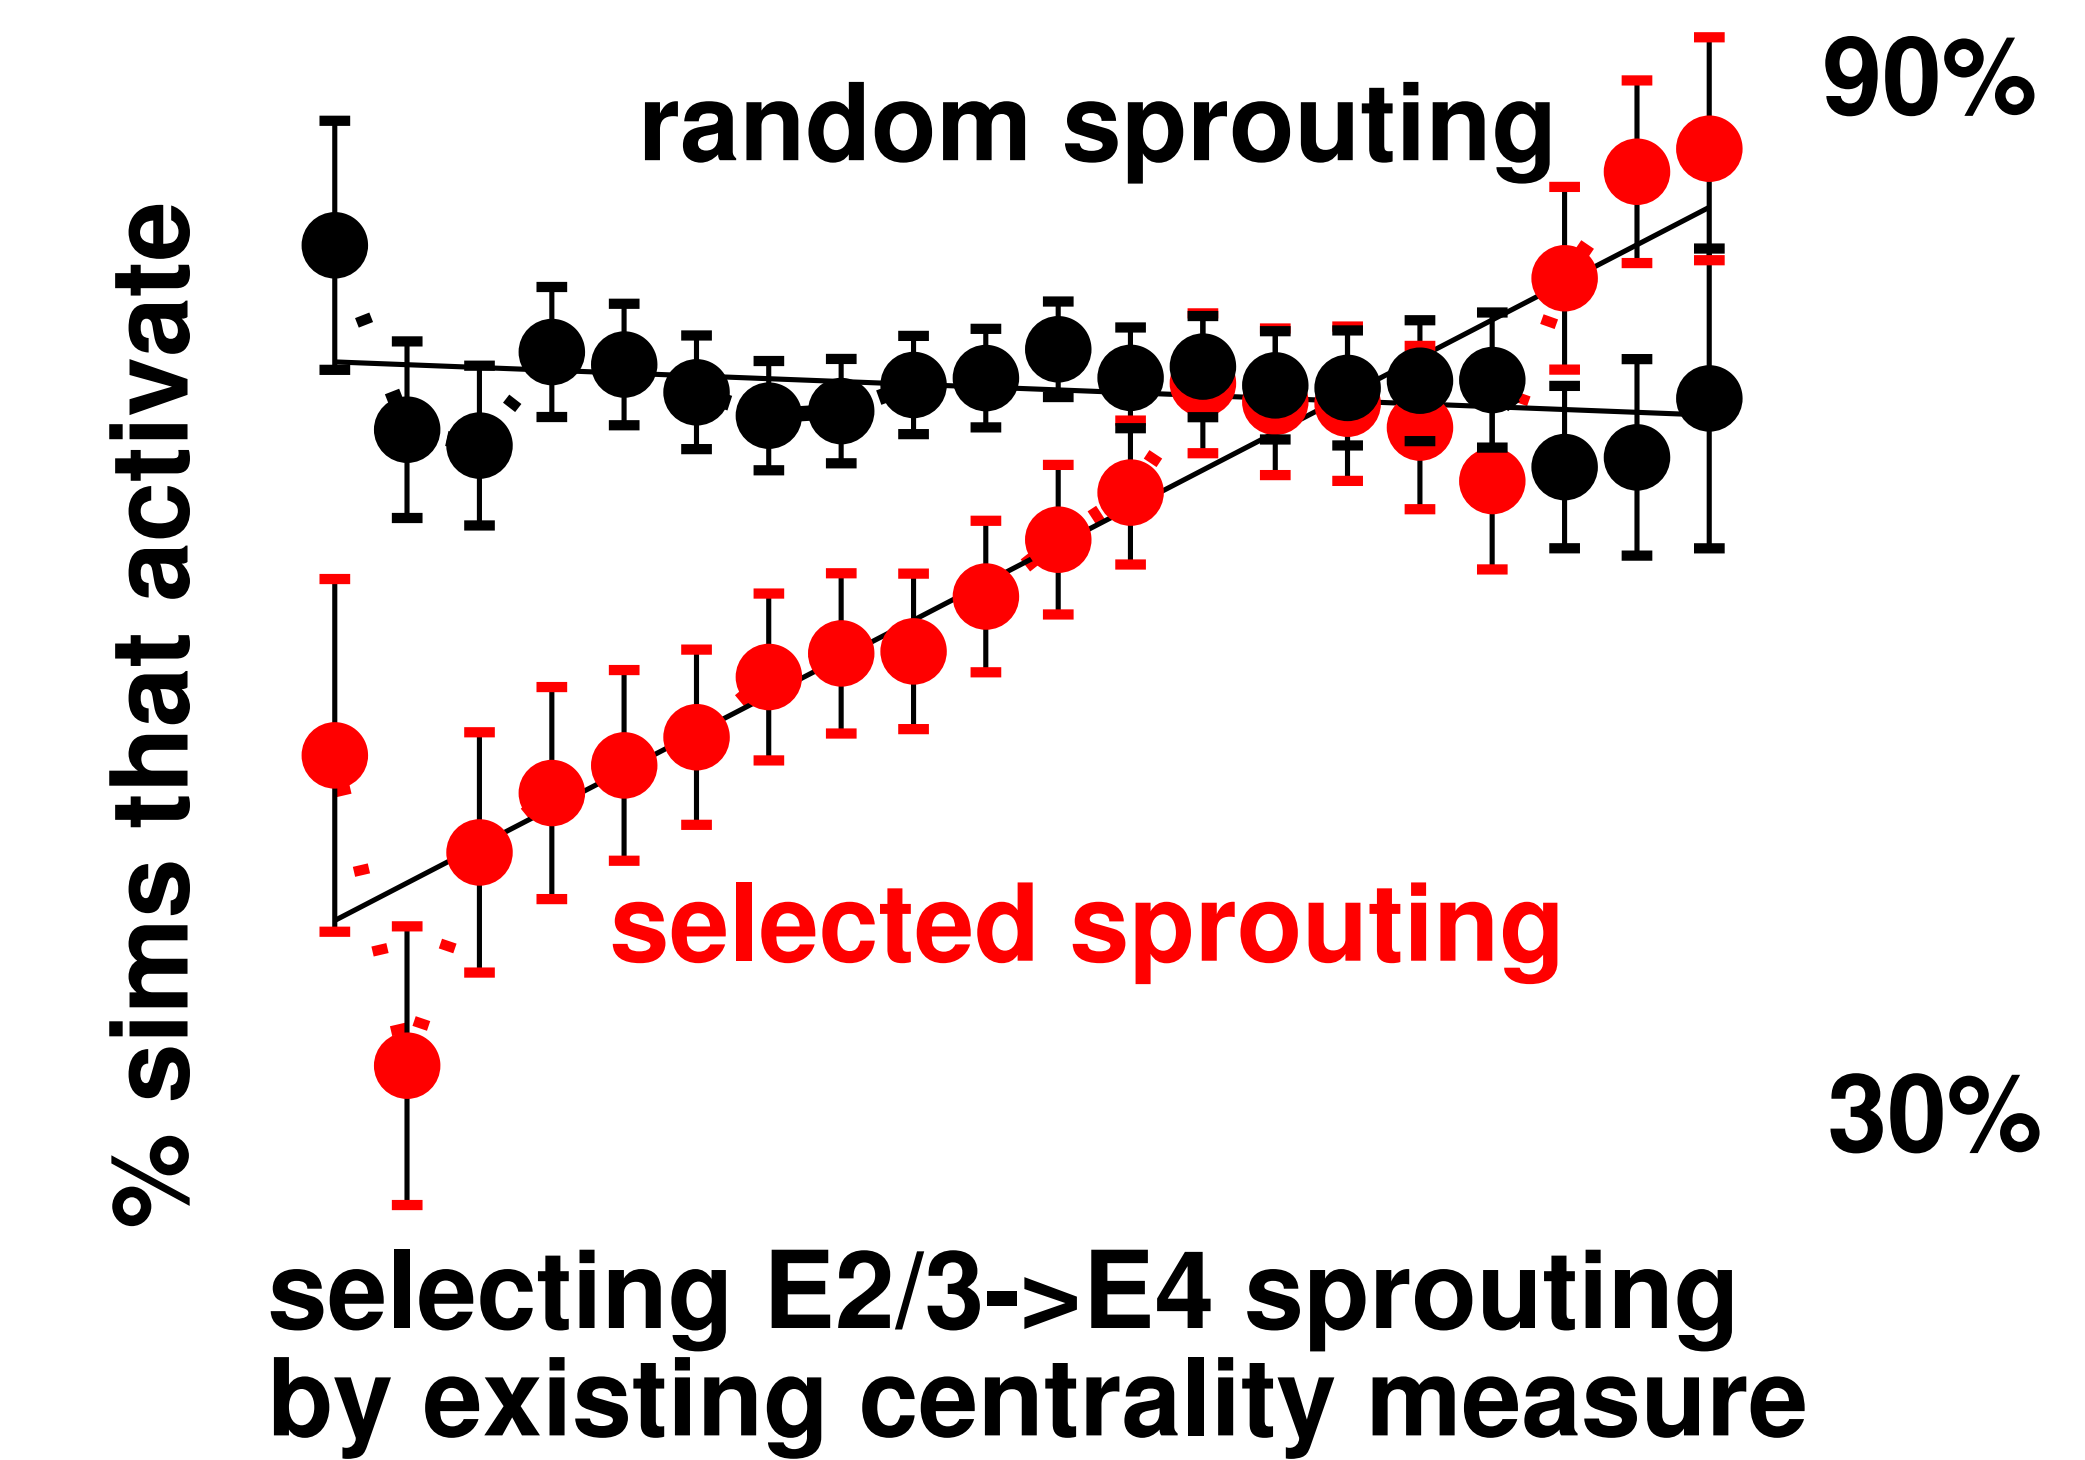 random sprouting
90%
% sims that activate
selected sprouting
30%
selecting E2/3->E4 sprouting
by existing centrality measure